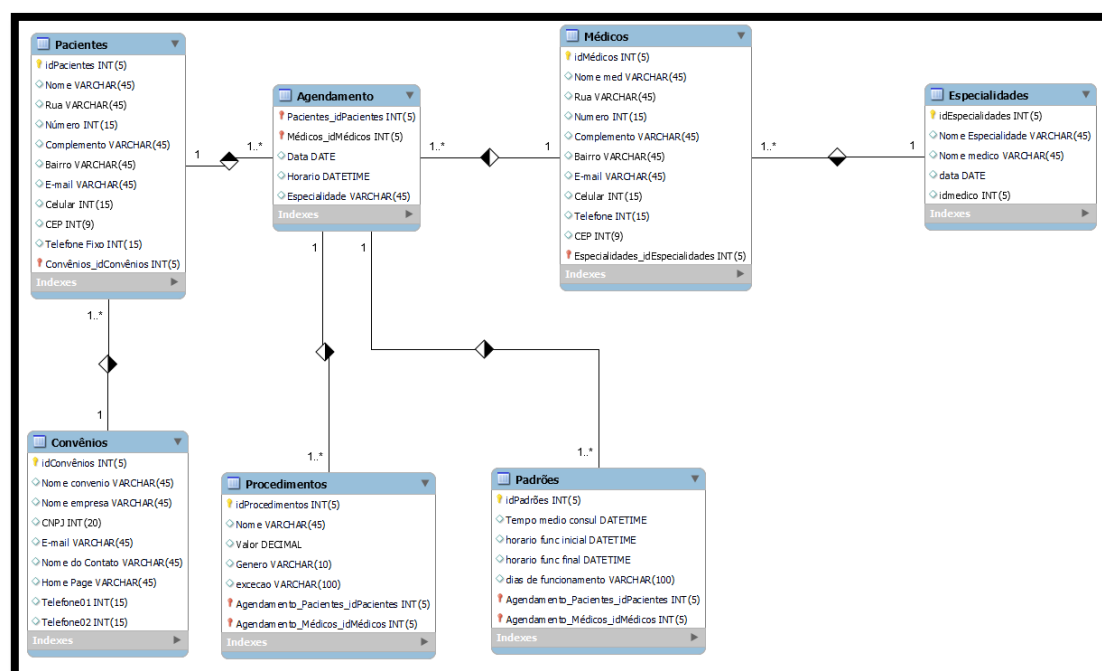 Pacientes
idPacientes INT(5)
Nome VARCHAR(45)
Rua VARCHAR(45)
Número INT(15)
Complemento VARCHAR(45)
Bairro VARCHAR(45)
E-mail VARCHAR(45)
Celular INT(15)
CEP INT(9)
Telefone Fixo INT(15)
Convênios_idConvênios INT(5)
Indexes
1
1..*
Agendamento
Pacientes_idPacientes INT(5)
Médicos_idMédicos INT(5)
Data DATE
Horario DATETIME
Especialidade VARCHAR(45)
Indexes
1..*
1
Médicos
idMédicos INT(5)
Nome med VARCHAR(45)
Rua VARCHAR(45)
Numero INT(15)
Complemento VARCHAR(45)
Bairro VARCHAR(45)
E-mail VARCHAR(45)
Celular INT(15)
Telefone INT(15)
CEP INT(9)
Especialidades_idEspecialidades INT(5)
Indexes
1..*
1
Especialidades
idEspecialidades INT(5)
Nome Especialidade VARCHAR(45)
Nome medico VARCHAR(45)
data DATE
idmedico INT(5)
Indexes
1..*
1
1
1
1..*
1..*
Convênios
idConvênios INT(5)
Nome convenio VARCHAR(45)
Nome empresa VARCHAR(45)
CNPJ INT(20)
E-mail VARCHAR(45)
Nome do Contato VARCHAR(45)
Home Page VARCHAR(45)
Telefone01 INT(15)
Telefone02 INT(15)
Indexes
Procedimentos
idProcedimentos INT(5)
Nome VARCHAR(45)
Valor DECIMAL
Genero VARCHAR(10)
excecao VARCHAR(100)
Agendamento_Pacientes_idPacientes INT(5)
Agendamento_Médicos_idMédicos INT(5)
Indexes
Padrões
idPadrões INT(5)
Tempo medio consul DATETIME
horario func inicial DATETIME
horario func final DATETIME
dias de funcionamento VARCHAR(100)
Agendamento_Pacientes_idPacientes INT(5)
Agendamento_Médicos_idMédicos INT(5)
Indexes